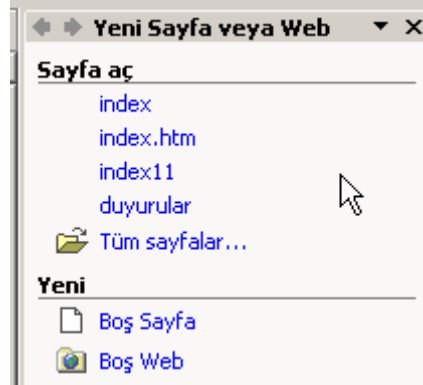 Yeni Sayfa veya Web
Sayfa aç
index
index.htm
index11
duyurular
Tüm sayfalar...
Yeni
Boş Sayfa
Boş Web